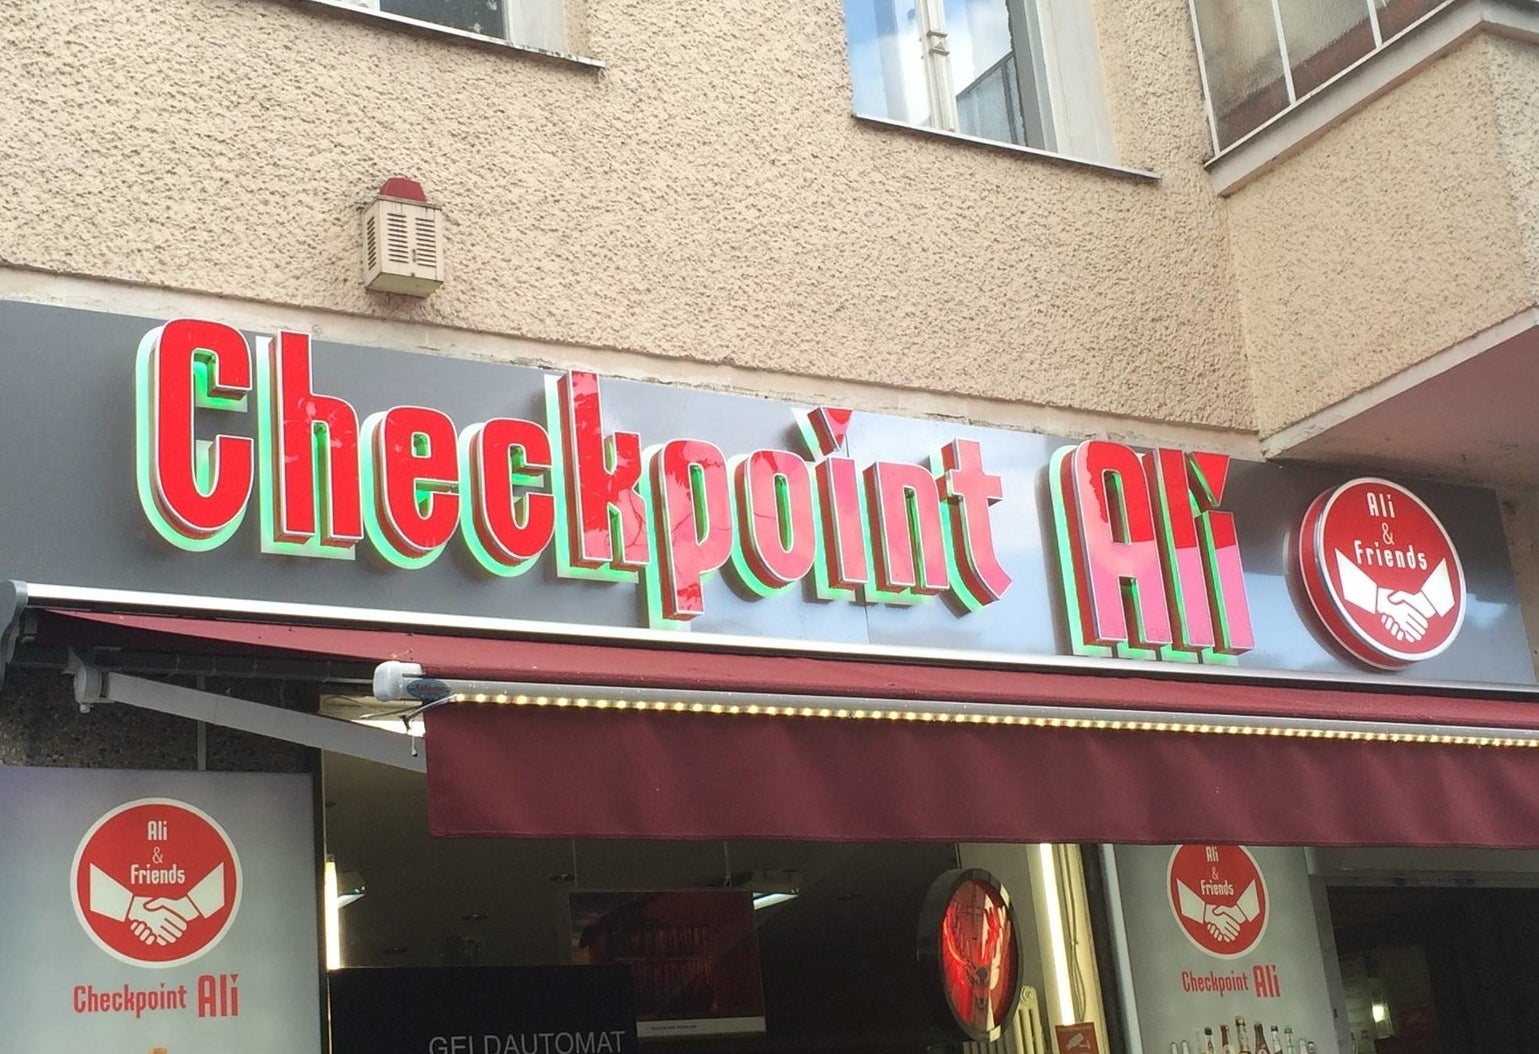 Checkpoint Ali
Ali
&
Friends
Ali
&
Friends
Checkpoint Ali
Ali
&
Friends
Checkpoint Ali
GELDAUTOMAT